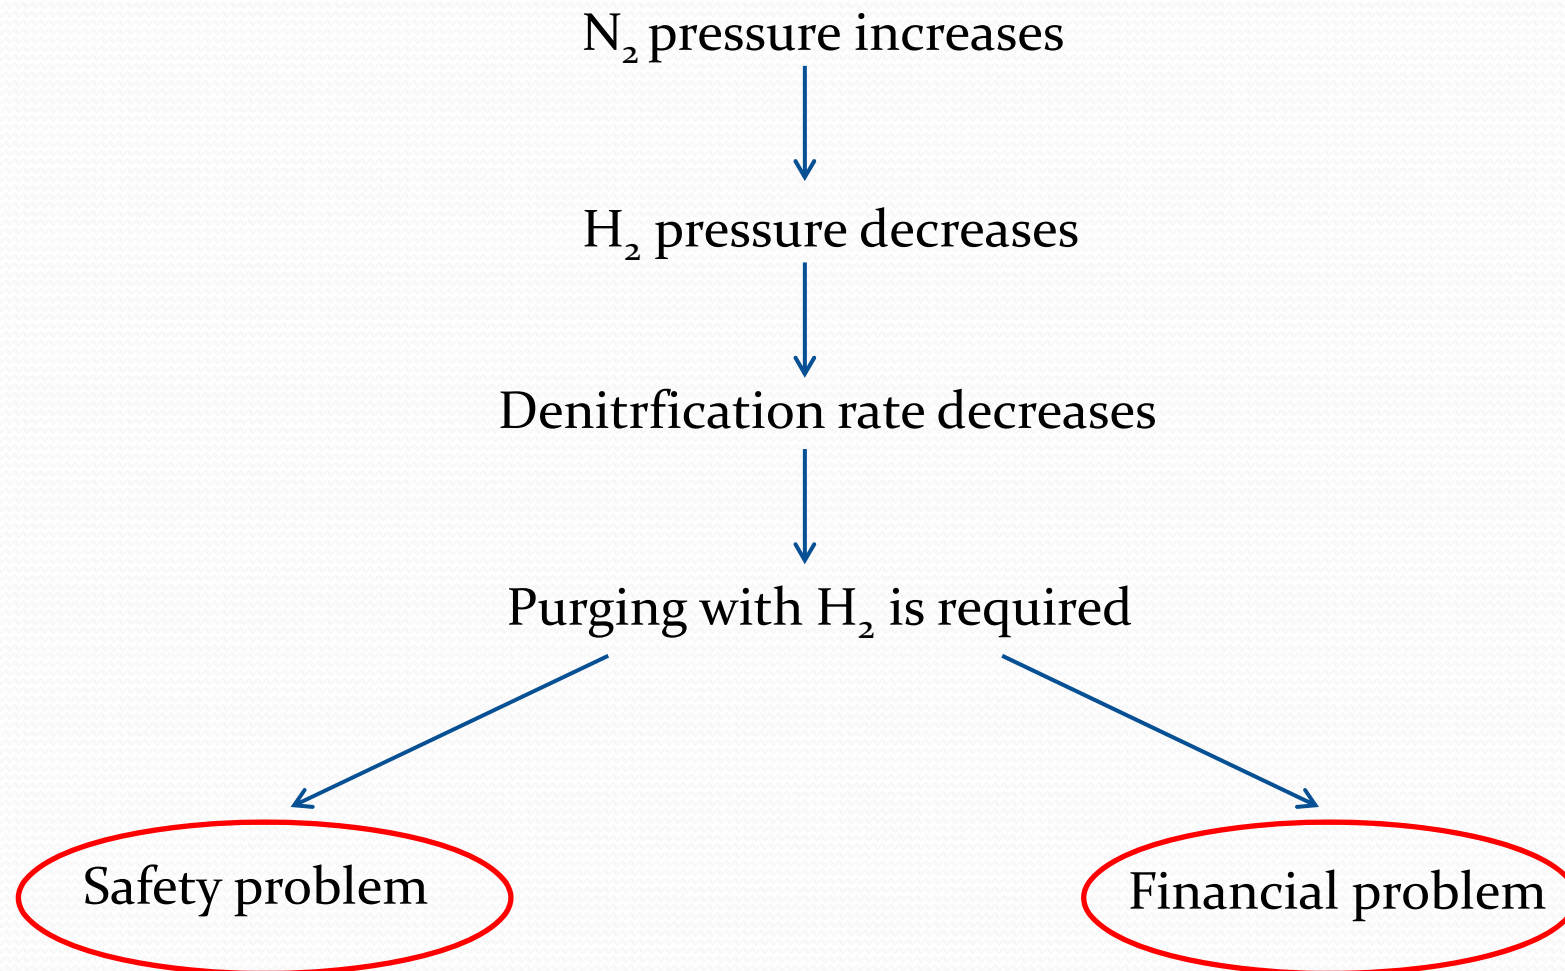 N₂ pressure increases
H₂ pressure decreases
Denitrfication rate decreases
Purging with H₂ is required
Safety problem
Financial problem